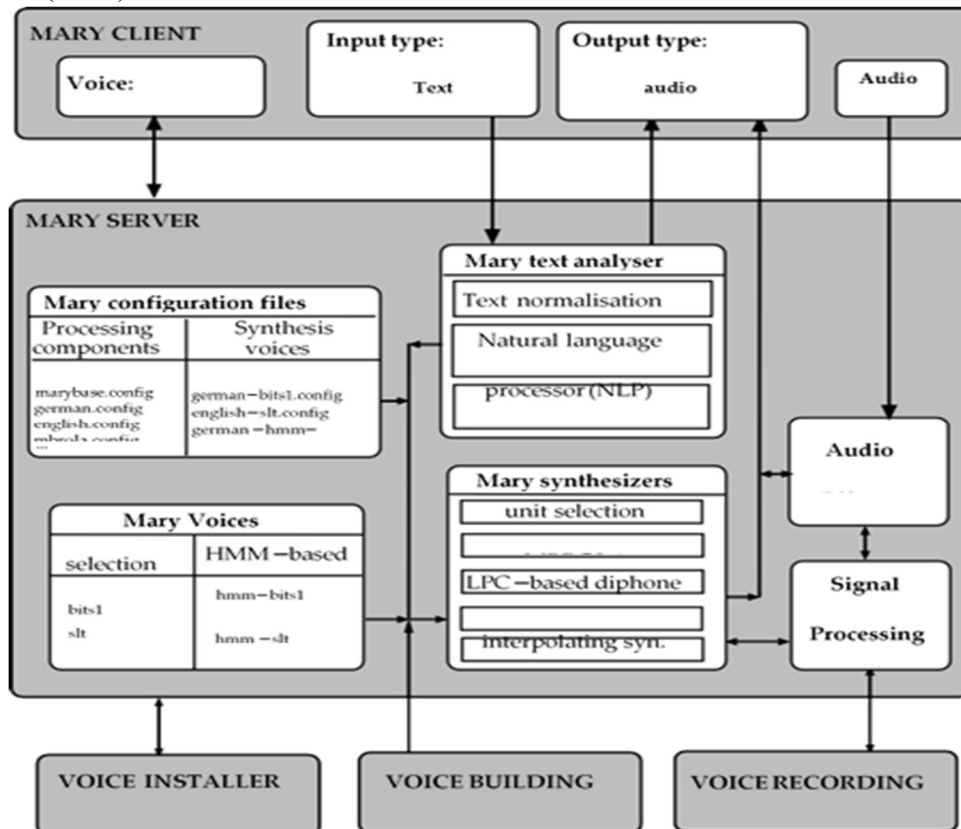 MARY CLIENT
Voice:
Input type:
Text
Output type:
audio
Audio
MARY SERVER
Mary text analyser
Text normalisation
Natural language
processor (NLP)
Mary configuration files
Processing components
Synthesis voices
marybase.config
german.config
english.config
mbrola.config
...
german-bits1.config
english-slt.config
german-hmm-
Audio
Mary synthesizers
unit selection
LPC-based diphone
interpolating syn.
Mary Voices
selection
HMM-based
bits1
slt
hmm-bits1
hmm-slt
Signal
Processing
VOICE INSTALLER
VOICE BUILDING
VOICE RECORDING